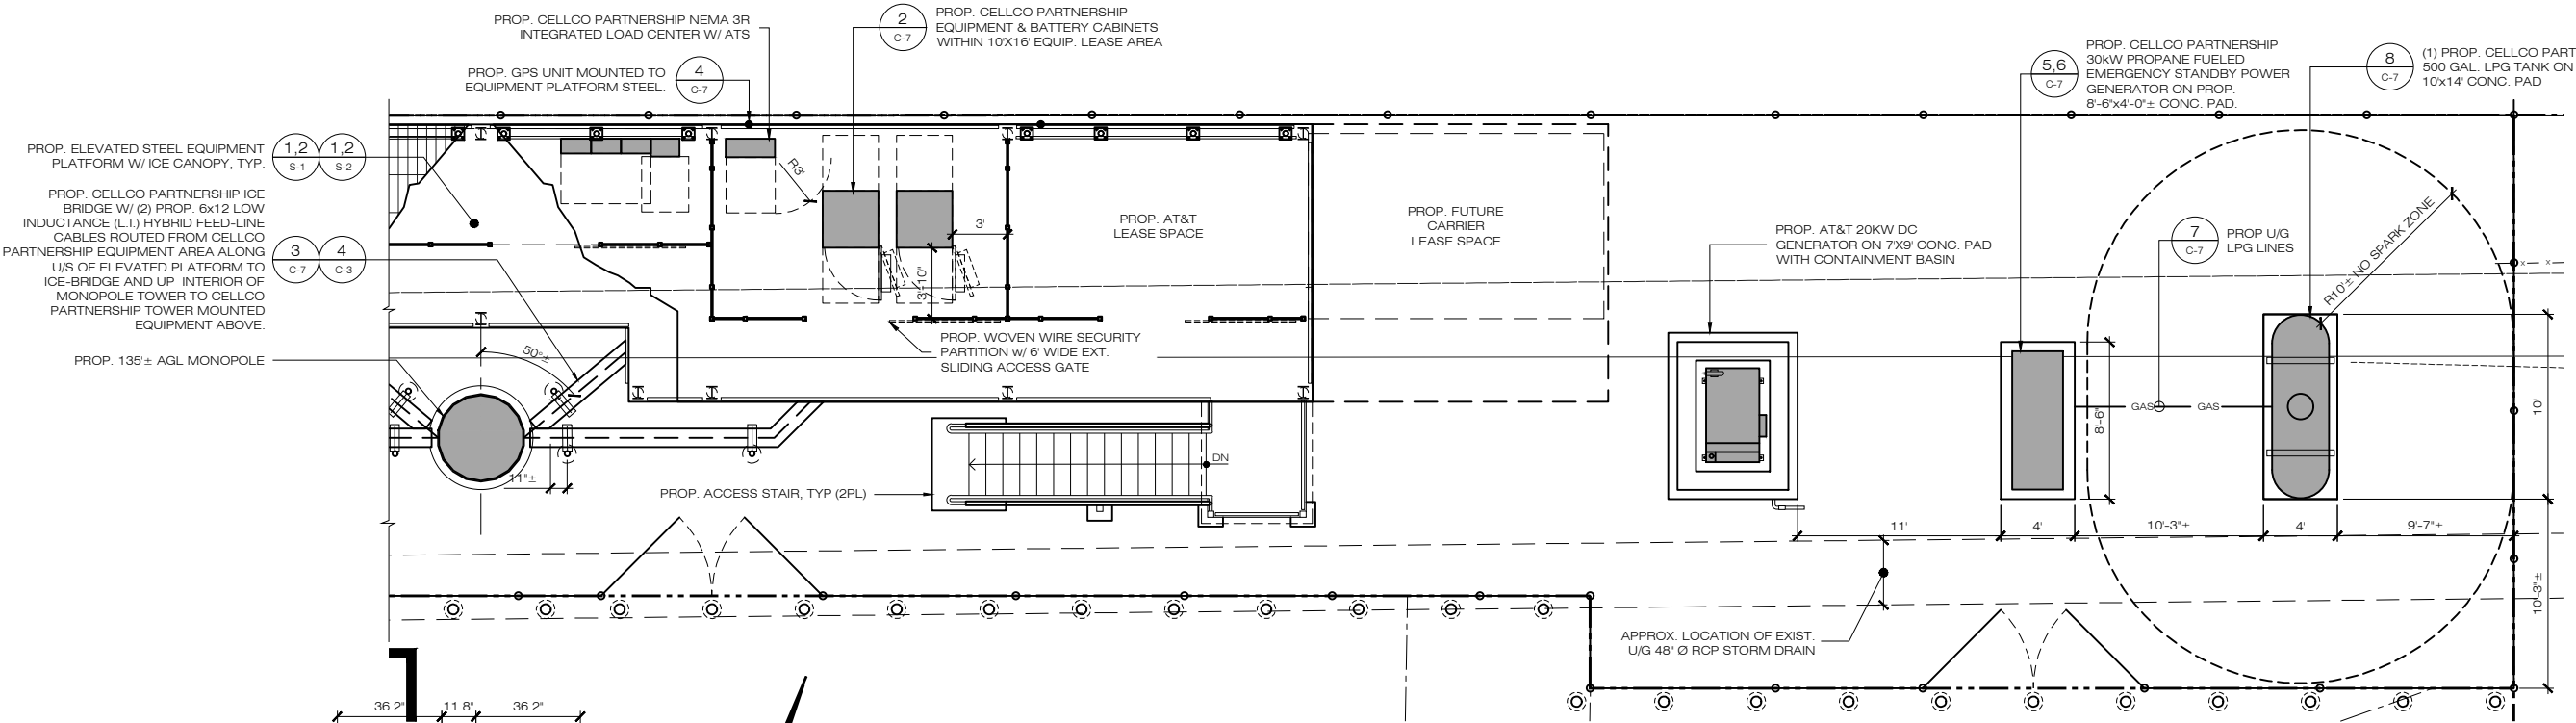 PROP. CELLCO PARTNERSHIP NEMA 3R
INTEGRATED LOAD CENTER W/ ATS
2
C-7
PROP. CELLCO PARTNERSHIP
EQUIPMENT & BATTERY CABINETS
WITHIN 10'X16' EQUIP. LEASE AREA
PROP. GPS UNIT MOUNTED TO
EQUIPMENT PLATFORM STEEL.
4
C-7
5,6
C-7
PROP. CELLCO PARTNERSHIP
30kW PROPANE FUELED
EMERGENCY STANDBY POWER
GENERATOR ON PROP.
8'-6"x4'-0"± CONC. PAD.
8
C-7
(1) PROP. CELLCO PART
500 GAL. LPG TANK ON
10'x14' CONC. PAD
PROP. ELEVATED STEEL EQUIPMENT
PLATFORM W/ ICE CANOPY, TYP.
1,2
S-1
1,2
S-2
PROP. CELLCO PARTNERSHIP ICE
BRIDGE W/ (2) PROP. 6x12 LOW
INDUCTANCE (L.I.) HYBRID FEED-LINE
CABLES ROUTED FROM CELLCO
PARTNERSHIP EQUIPMENT AREA ALONG
U/S OF ELEVATED PLATFORM TO
ICE-BRIDGE AND UP INTERIOR OF
MONOPOLE TOWER TO CELLCO
PARTNERSHIP TOWER MOUNTED
EQUIPMENT ABOVE.
3
C-7
4
C-3
PROP. 135'± AGL MONOPOLE
R3'
3'
3'-10"
PROP. AT&T
LEASE SPACE
PROP. FUTURE
CARRIER
LEASE SPACE
PROP. AT&T 20KW DC
GENERATOR ON 7'X9' CONC. PAD
WITH CONTAINMENT BASIN
7
C-7
PROP U/G
LPG LINES
R10'± NO SPARK ZONE
X
X
50°±
PROP. WOVEN WIRE SECURITY
PARTITION w/ 6' WIDE EXT.
SLIDING ACCESS GATE
8'-6"
GAS
GAS
10'
DN
11"±
PROP. ACCESS STAIR, TYP (2PL)
11'
4'
10'-3"±
4'
9'-7"±
10'-3"±
APPROX. LOCATION OF EXIST.
U/G 48" Ø RCP STORM DRAIN
36.2"
11.8"
36.2"